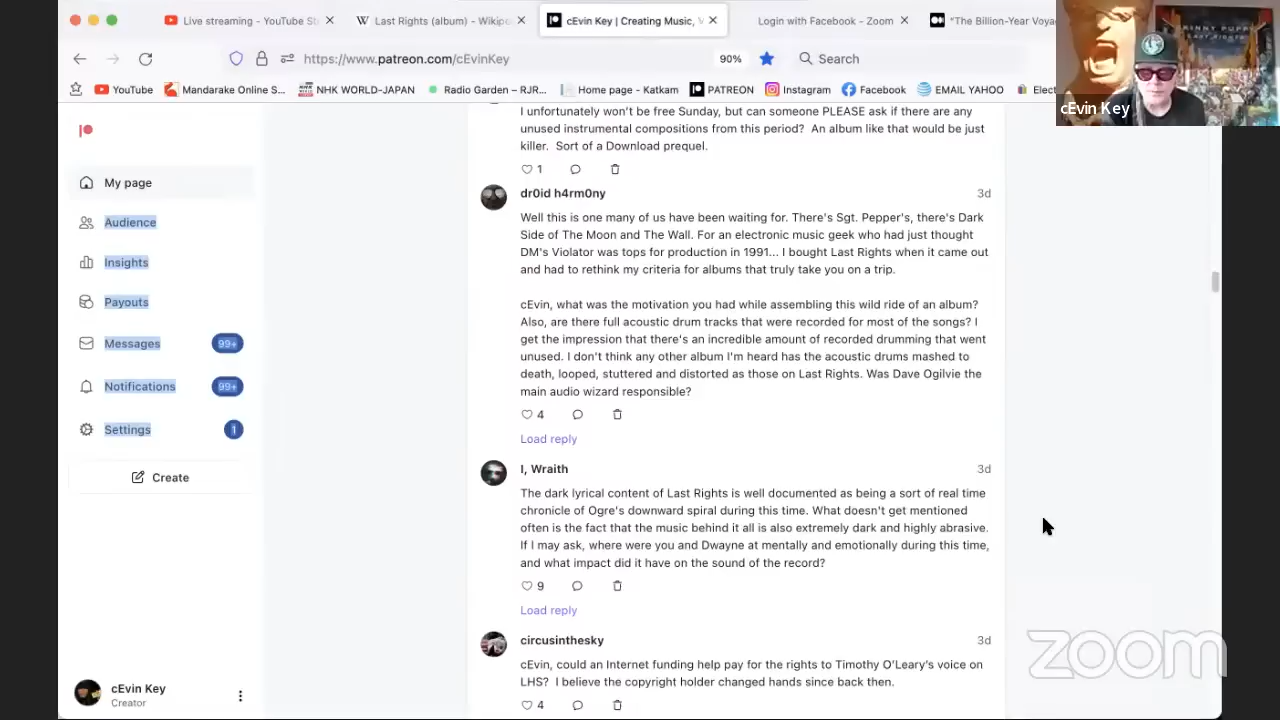 Live streaming - YouTube St
Last Rights (album) - Wikipe
cEvin Key | Creating Music, V
Login with Facebook - Zoom
"The Billion-Year Voya
https://www.patreon.com/cEvinKey
90%
Search
YouTube
Mandarake Online S...
NHK WORLD-JAPAN
Radio Garden – RJR...
Home page - Katkam
PATREON
Instagram
Facebook
EMAIL YAHOO
Elect
SKINNY PUPPY
LAST RIGHTS
cEvin Key
My page
Audience
Insights
Payouts
Messages 99+
Notifications 99+
Settings 1
Create
cEvin Key
Creator
I unfortunately won't be free Sunday, but can someone PLEASE ask if there are any
unused instrumental compositions from this period?  An album like that would be just
killer.  Sort of a Download prequel.
1
dr0id h4rm0ny 3d
Well this is one many of us have been waiting for. There's Sgt. Pepper's, there's Dark
Side of The Moon and The Wall. For an electronic music geek who had just thought
DM's Violator was tops for production in 1991... I bought Last Rights when it came out
and had to rethink my criteria for albums that truly take you on a trip.
cEvin, what was the motivation you had while assembling this wild ride of an album?
Also, are there full acoustic drum tracks that were recorded for most of the songs? I
get the impression that there's an incredible amount of recorded drumming that went
unused. I don't think any other album I'm heard has the acoustic drums mashed to
death, looped, stuttered and distorted as those on Last Rights. Was Dave Ogilvie the
main audio wizard responsible?
4
Load reply
I, Wraith 3d
The dark lyrical content of Last Rights is well documented as being a sort of real time
chronicle of Ogre's downward spiral during this time. What doesn't get mentioned
often is the fact that the music behind it all is also extremely dark and highly abrasive.
If I may ask, where were you and Dwayne at mentally and emotionally during this time,
and what impact did it have on the sound of the record?
9
Load reply
circusinthesky 3d
cEvin, could an Internet funding help pay for the rights to Timothy O'Leary's voice on
LHS?  I believe the copyright holder changed hands since back then.
4
zoom